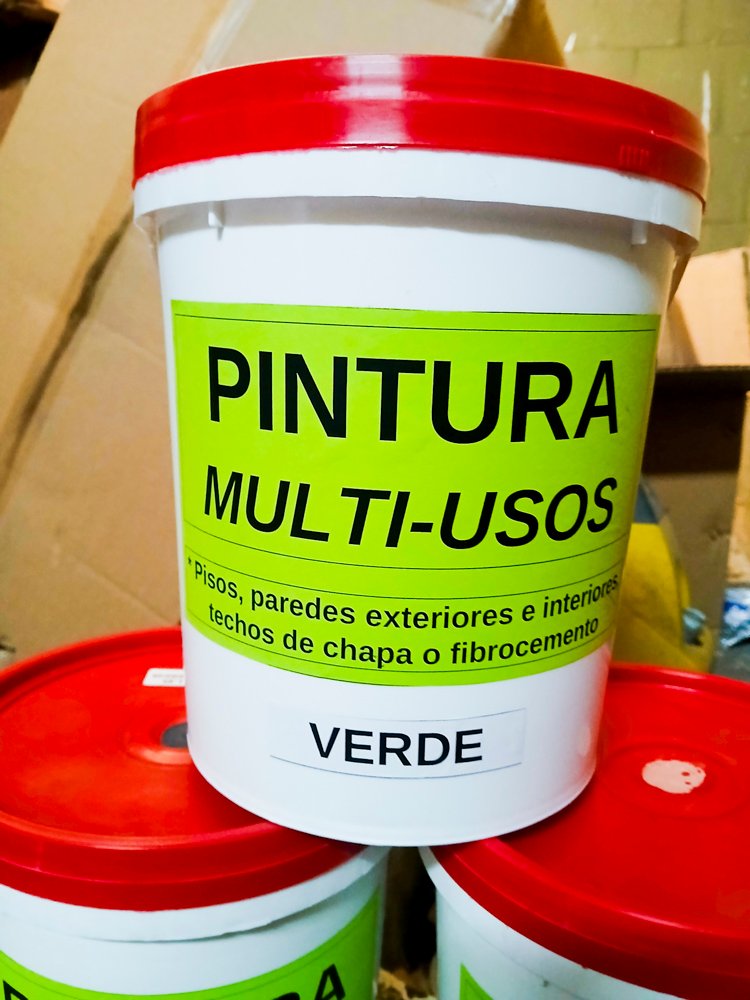 PINTURA
MULTI-USOS
* Pisos, paredes exteriores e interiores,
techos de chapa o fibrocemento
VERDE